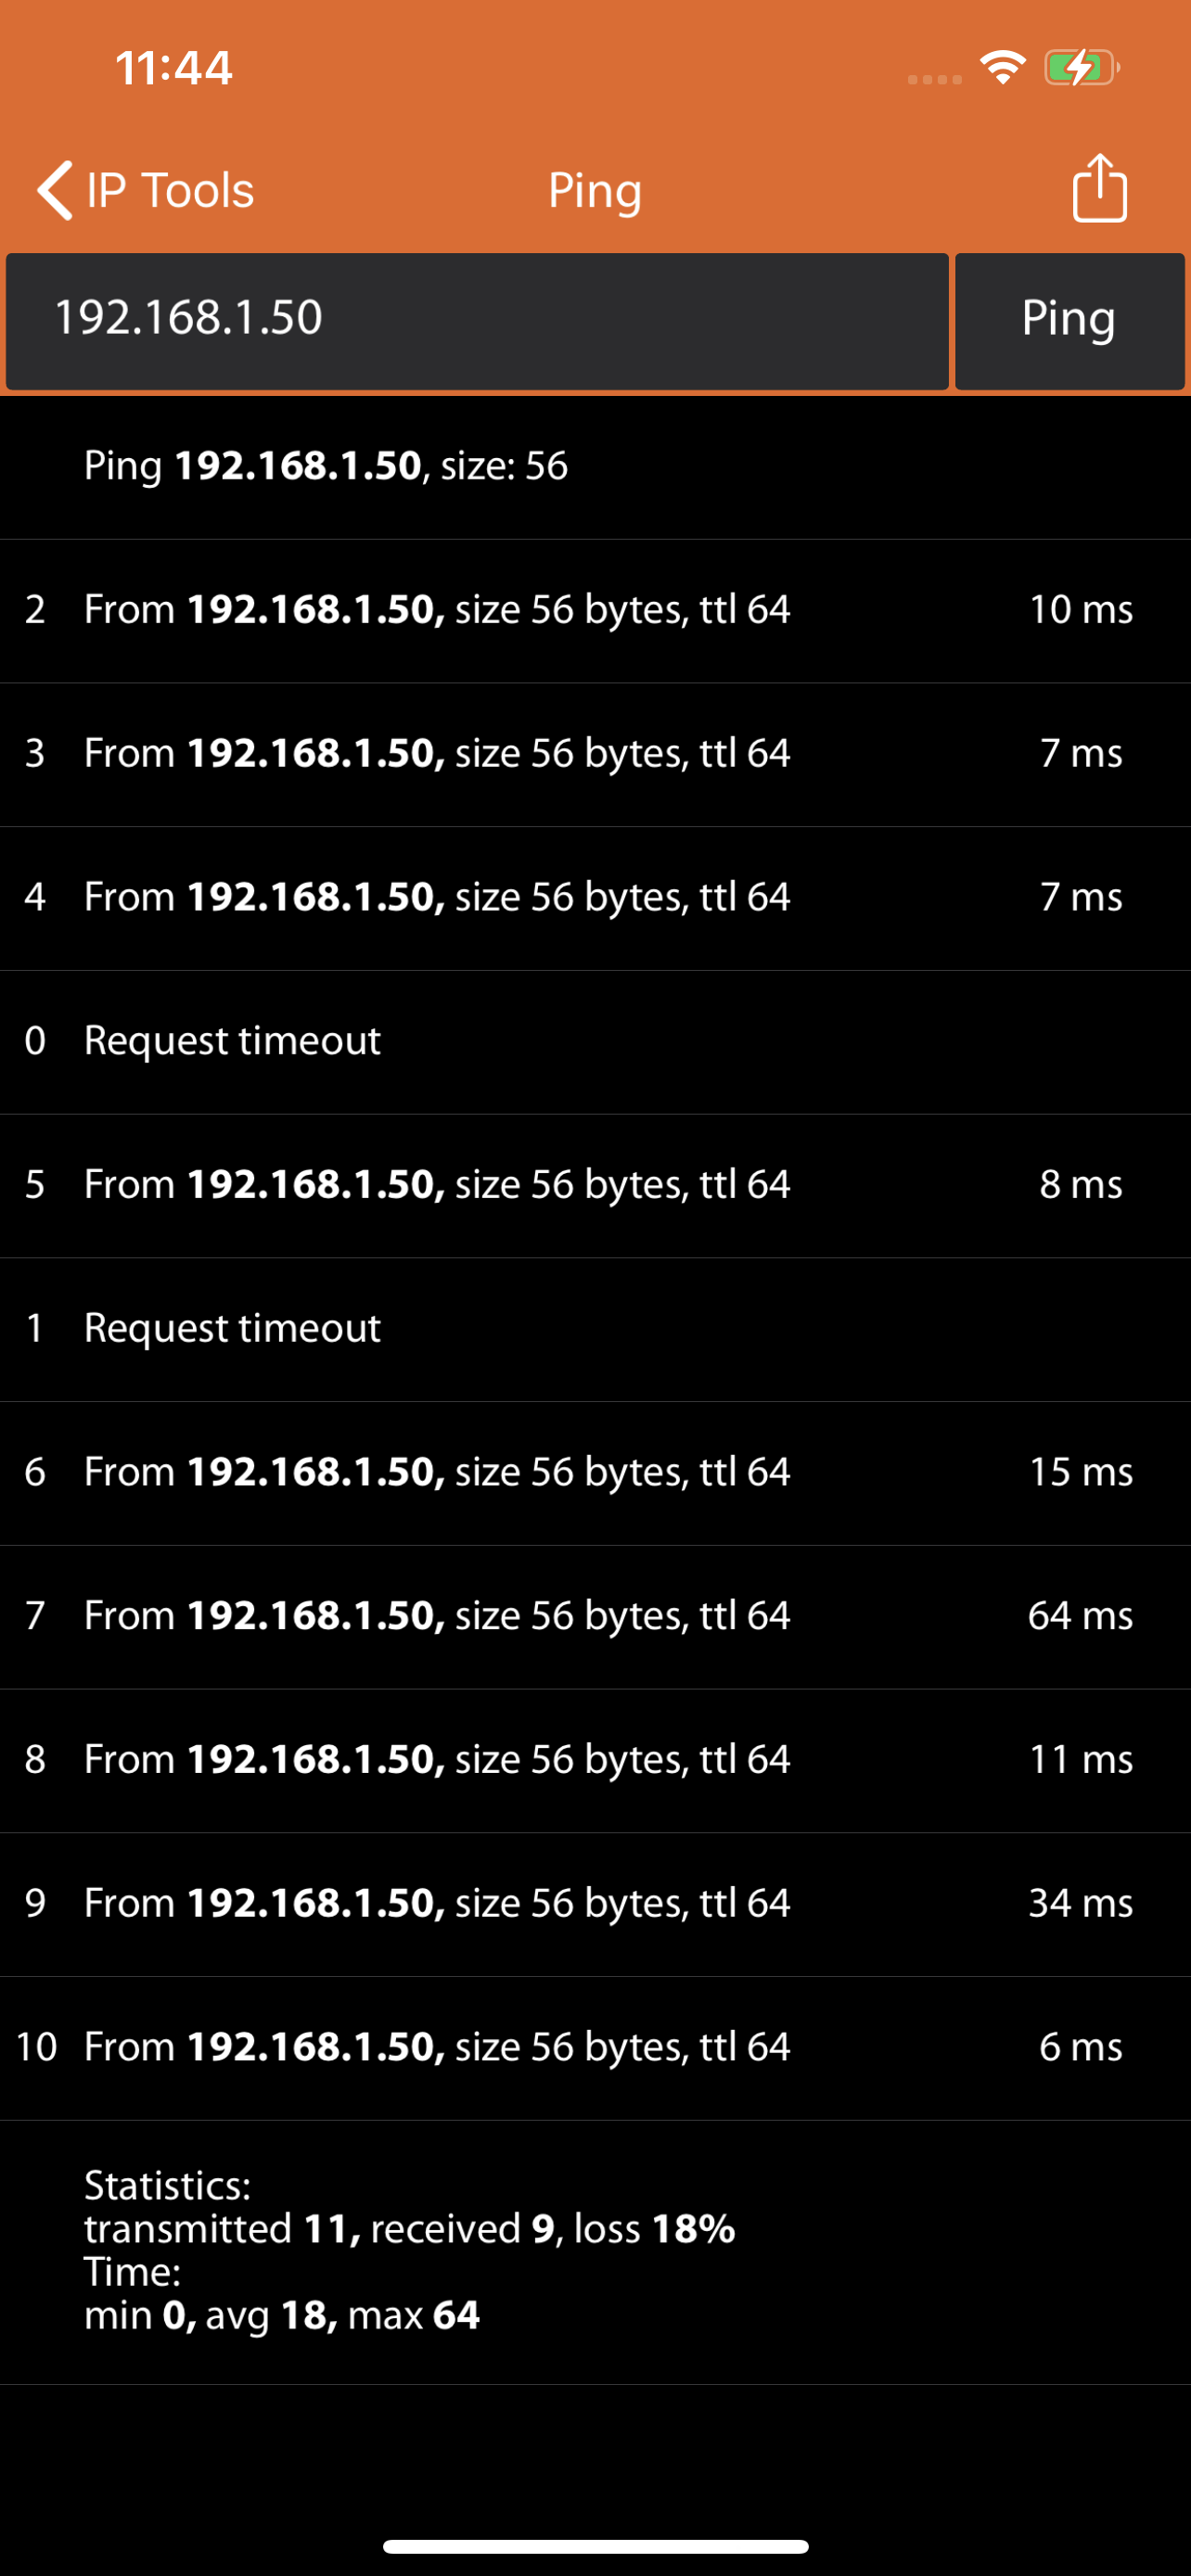 11:44
IP Tools Ping
192.168.1.50 Ping
Ping 192.168.1.50, size: 56
2 From 192.168.1.50, size 56 bytes, ttl 64 10 ms
3 From 192.168.1.50, size 56 bytes, ttl 64 7 ms
4 From 192.168.1.50, size 56 bytes, ttl 64 7 ms
0 Request timeout
5 From 192.168.1.50, size 56 bytes, ttl 64 8 ms
1 Request timeout
6 From 192.168.1.50, size 56 bytes, ttl 64 15 ms
7 From 192.168.1.50, size 56 bytes, ttl 64 64 ms
8 From 192.168.1.50, size 56 bytes, ttl 64 11 ms
9 From 192.168.1.50, size 56 bytes, ttl 64 34 ms
10 From 192.168.1.50, size 56 bytes, ttl 64 6 ms
Statistics:
transmitted 11, received 9, loss 18%
Time:
min 0, avg 18, max 64